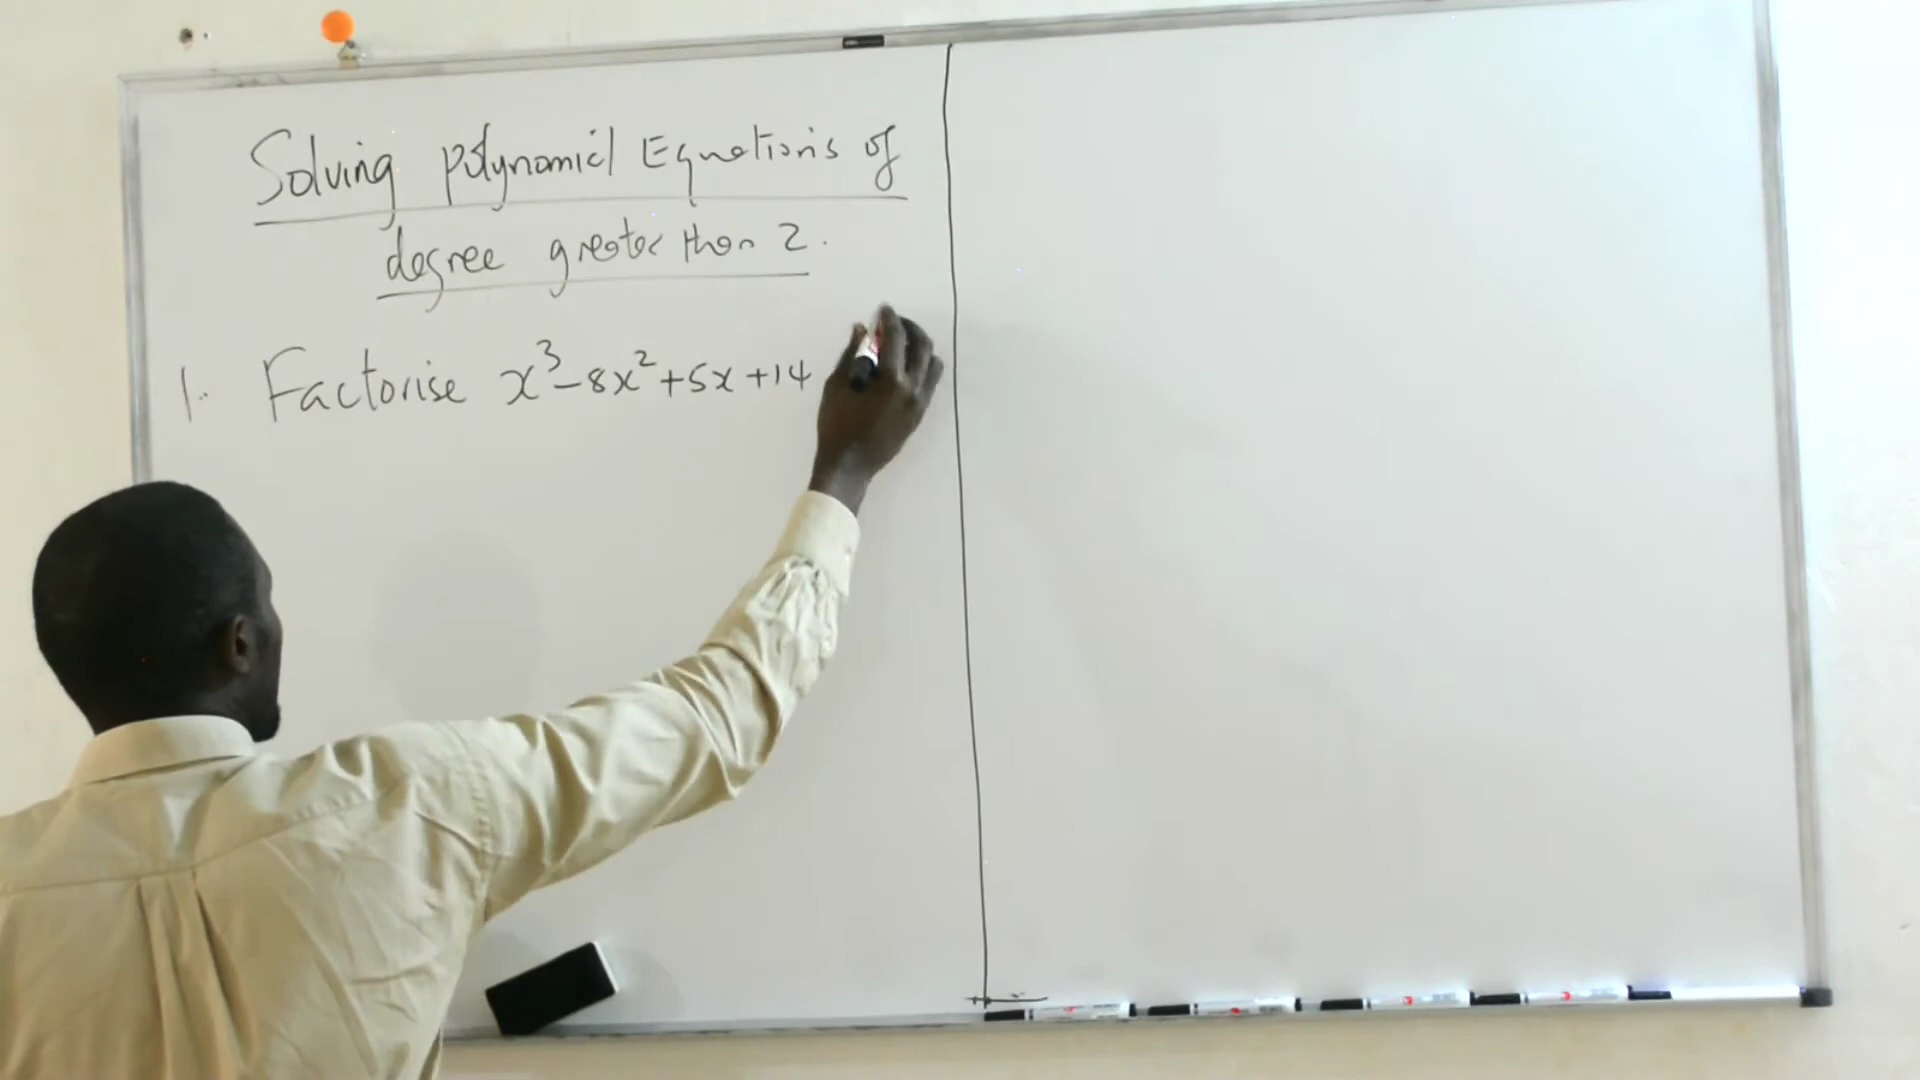 Solving polynomial Equations of
degree greater than 2.
1. Factorise x³-8x²+5x+14